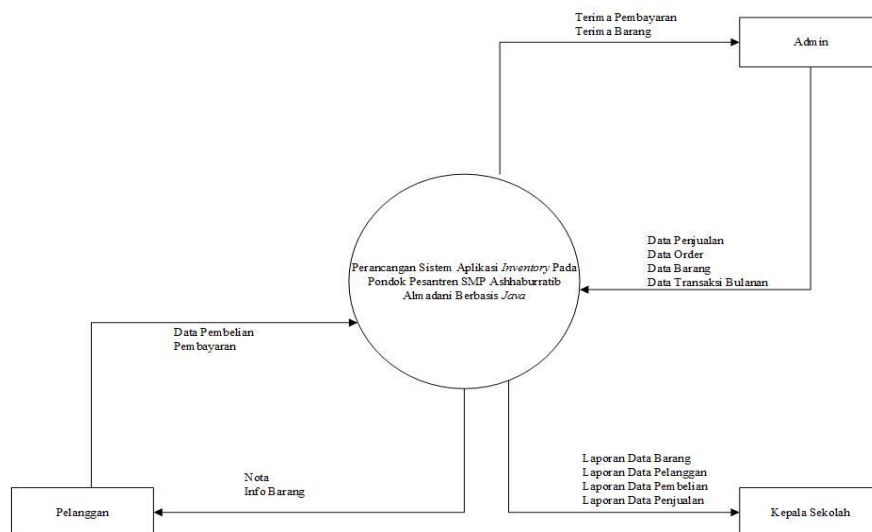 Terima Pembayaran
Terima Barang
Admin
Data Penjualan
Data Order
Data Barang
Data Transaksi Bulanan
Perancangan Sistem Aplikasi Inventory Pada
Pondok Pesantren SMP Ashhaburratib
Almadani Berbasis Java
Data Pembelian
Pembayaran
Nota
Info Barang
Laporan Data Barang
Laporan Data Pelanggan
Laporan Data Pembelian
Laporan Data Penjualan
Pelanggan
Kepala Sekolah